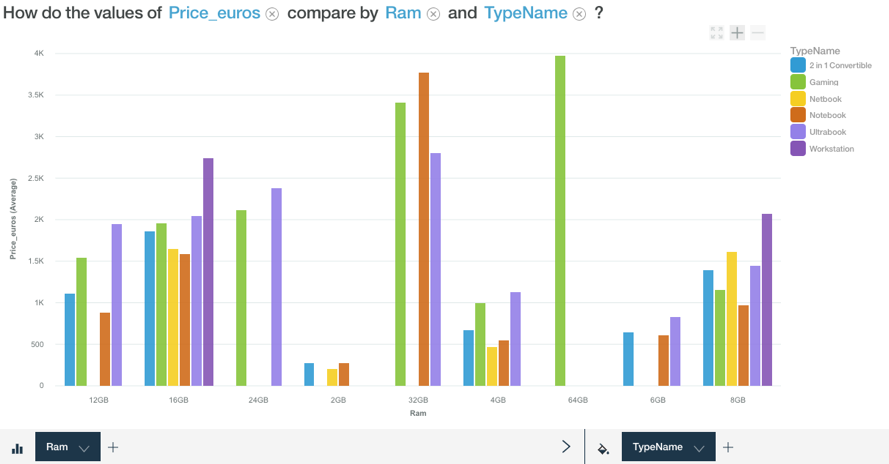 How do the values of Price_euros compare by Ram and TypeName ?
TypeName
2 in 1 Convertible
Gaming
Netbook
Notebook
Ultrabook
Workstation
Price_euros (Average)
4K
3.5K
3K
2.5K
2K
1.5K
1K
500
0
12GB 16GB 24GB 2GB 32GB 4GB 64GB 6GB 8GB
Ram
Ram TypeName